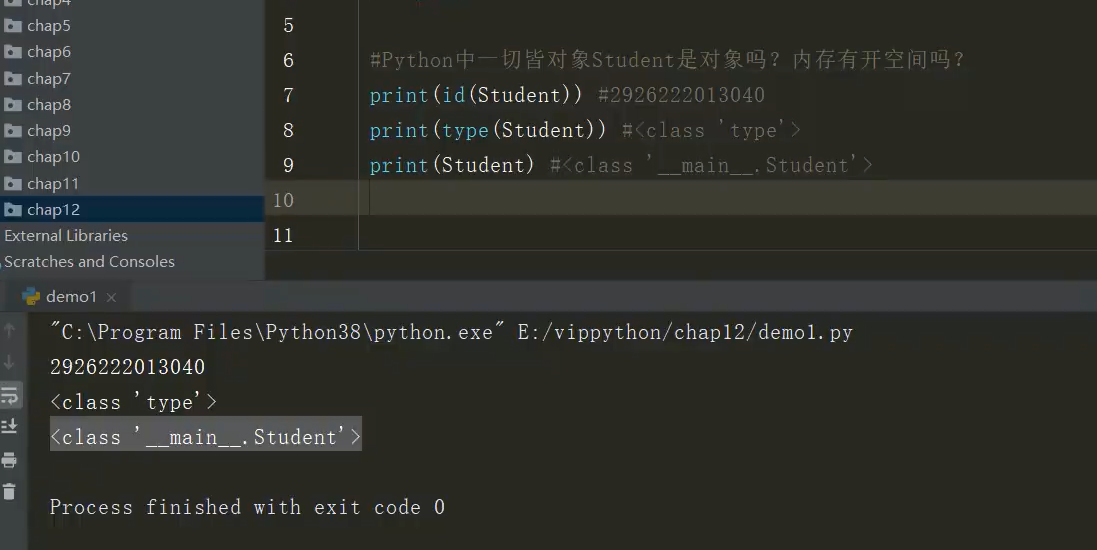 chap4
chap5
chap6
chap7
chap8
chap9
chap10
chap11
chap12
External Libraries
Scratches and Consoles
5
6 #Python中一切皆对象Student是对象吗？内存有开空间吗？
7 print(id(Student)) #2926222013040
8 print(type(Student)) #<class 'type'>
9 print(Student) #<class '__main__.Student'>
10
11
demo1 ×
"C:\Program Files\Python38\python.exe" E:/vippython/chap12/demo1.py
2926222013040
<class 'type'>
<class '__main__.Student'>
Process finished with exit code 0